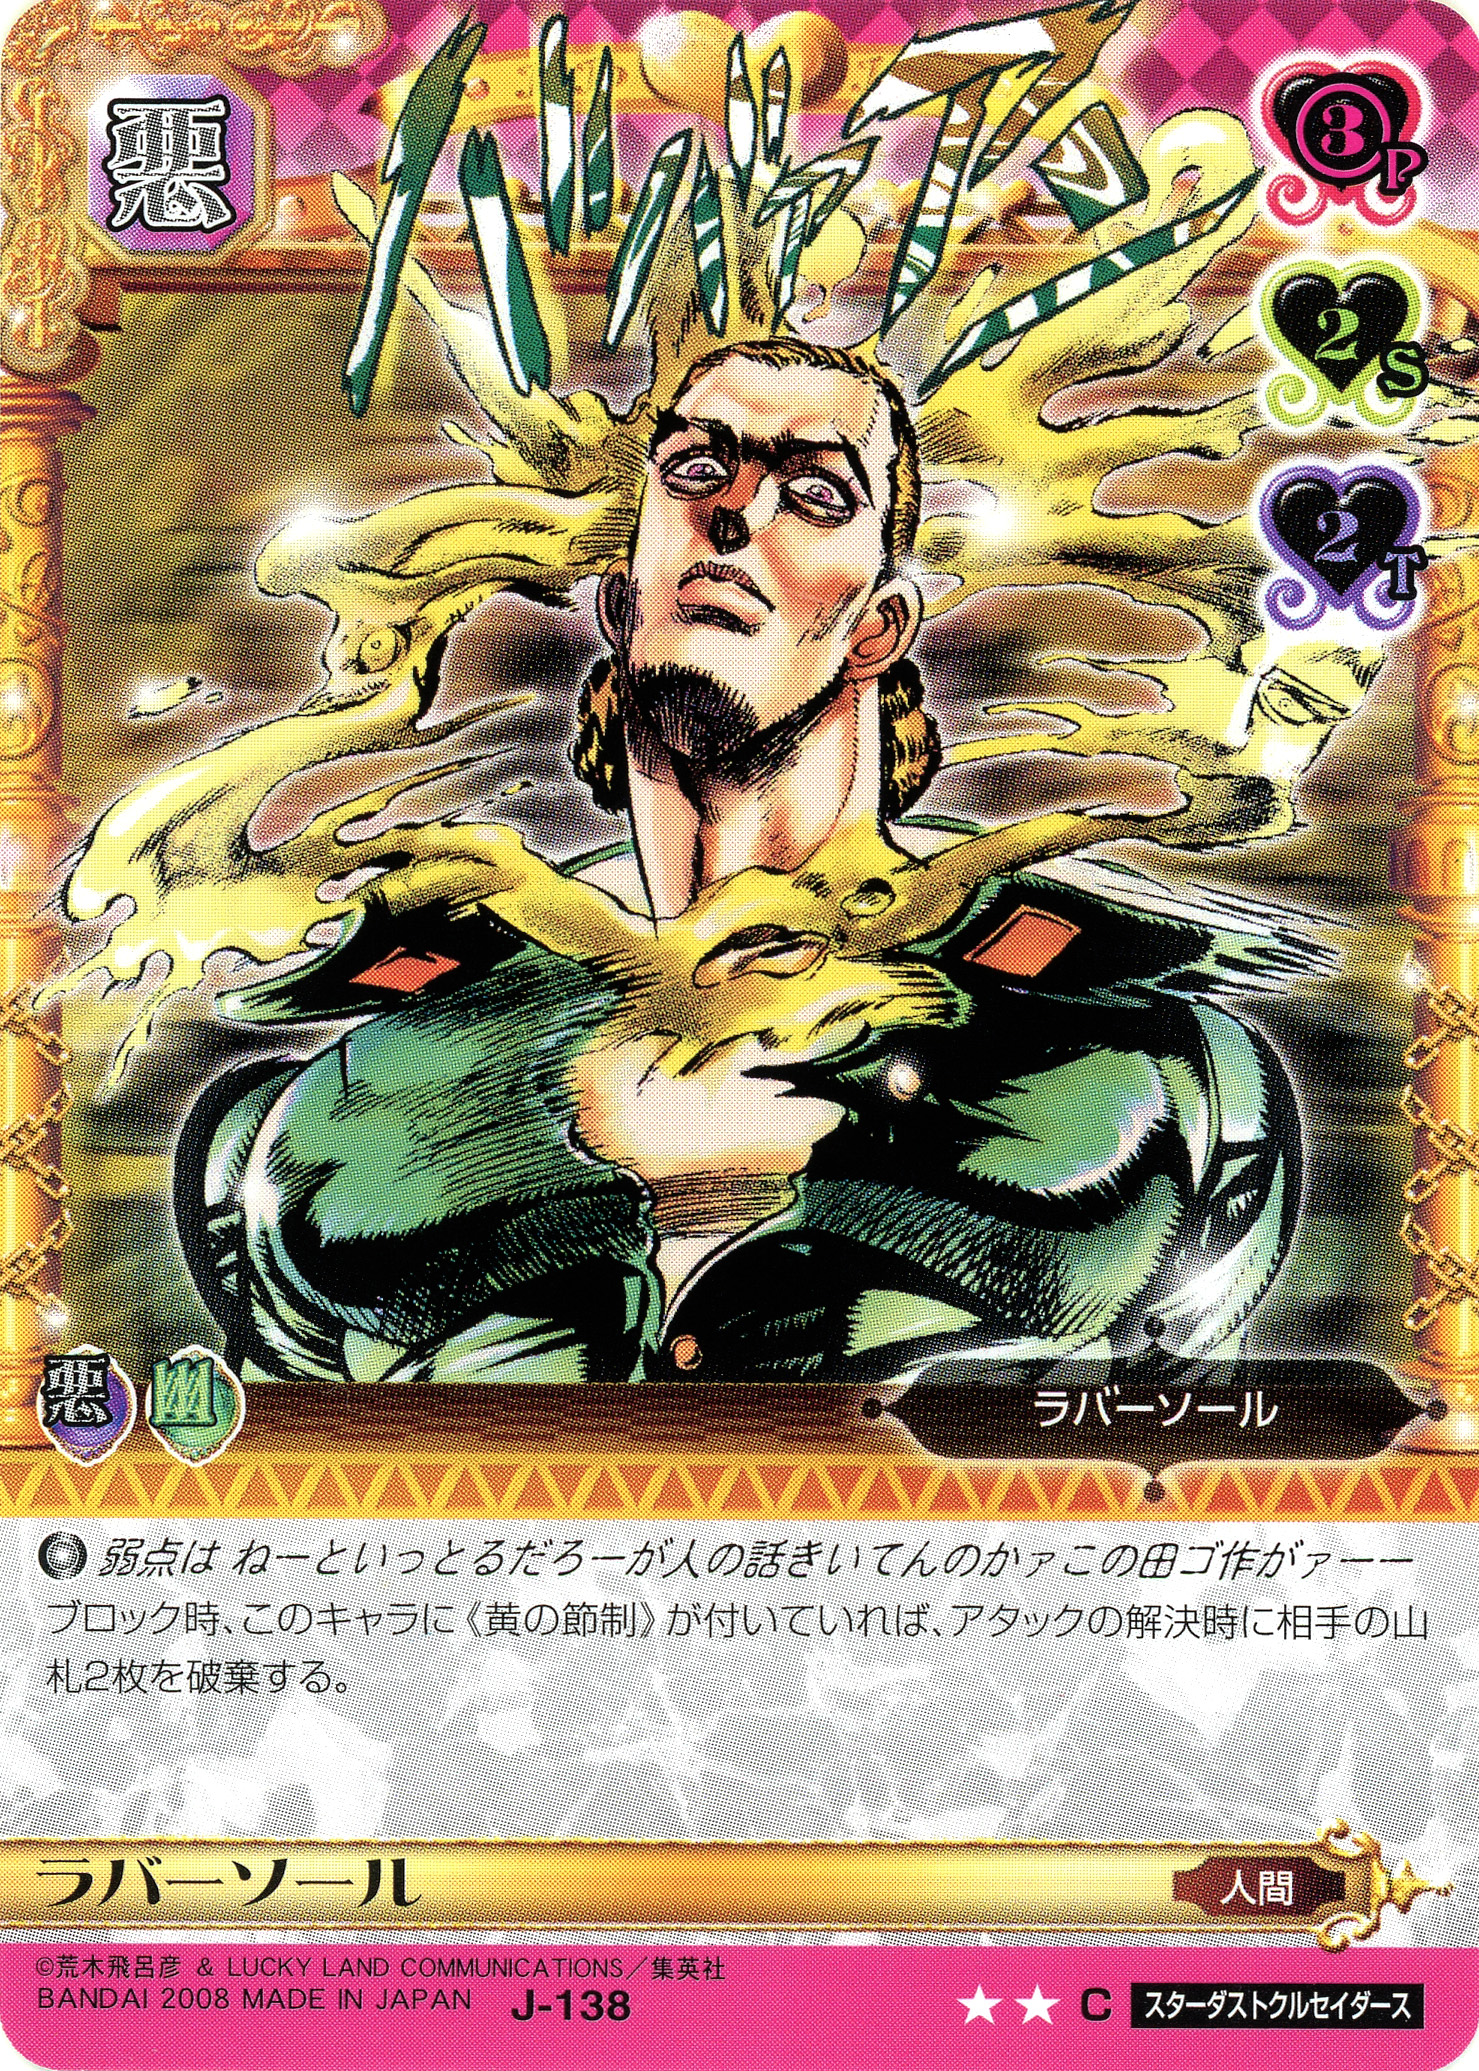 悪
ハハハハハ
3P
2S
2T
悪
ラバーソール
弱点は ねーといっとるだろーが人の話きいてんのかァこの田ゴ作がァーー
ブロック時、このキャラに《黄の節制》が付いていれば、アタックの解決時に相手の山
札2枚を破棄する。
ラバーソール
人間
©荒木飛呂彦 & LUCKY LAND COMMUNICATIONS／集英社
BANDAI 2008 MADE IN JAPAN J-138 ★★ C スターダストクルセイダース